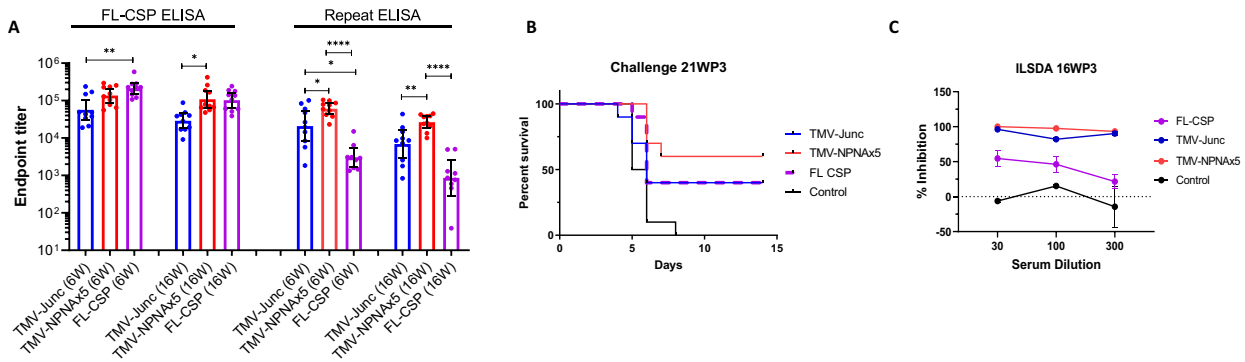 A
FL-CSP ELISA
Repeat ELISA
Endpoint titer
10^6
10^5
10^4
10^3
10^2
10^1
**
*
****
*
*
****
**
TMV-Junc (6W)
TMV-NPNAx5 (6W)
FL-CSP (6W)
TMV-Junc (16W)
TMV-NPNAx5 (16W)
FL-CSP (16W)
TMV-Junc (6W)
TMV-NPNAx5 (6W)
FL-CSP (6W)
TMV-Junc (16W)
TMV-NPNAx5 (16W)
FL-CSP (16W)
B
Challenge 21WP3
Percent survival
100
50
0
0 5 10 15
Days
TMV-Junc
TMV-NPNAx5
FL CSP
Control
C
ILSDA 16WP3
% Inhibition
150
100
50
0
-50
30 100 300
Serum Dilution
FL-CSP
TMV-Junc
TMV-NPNAx5
Control